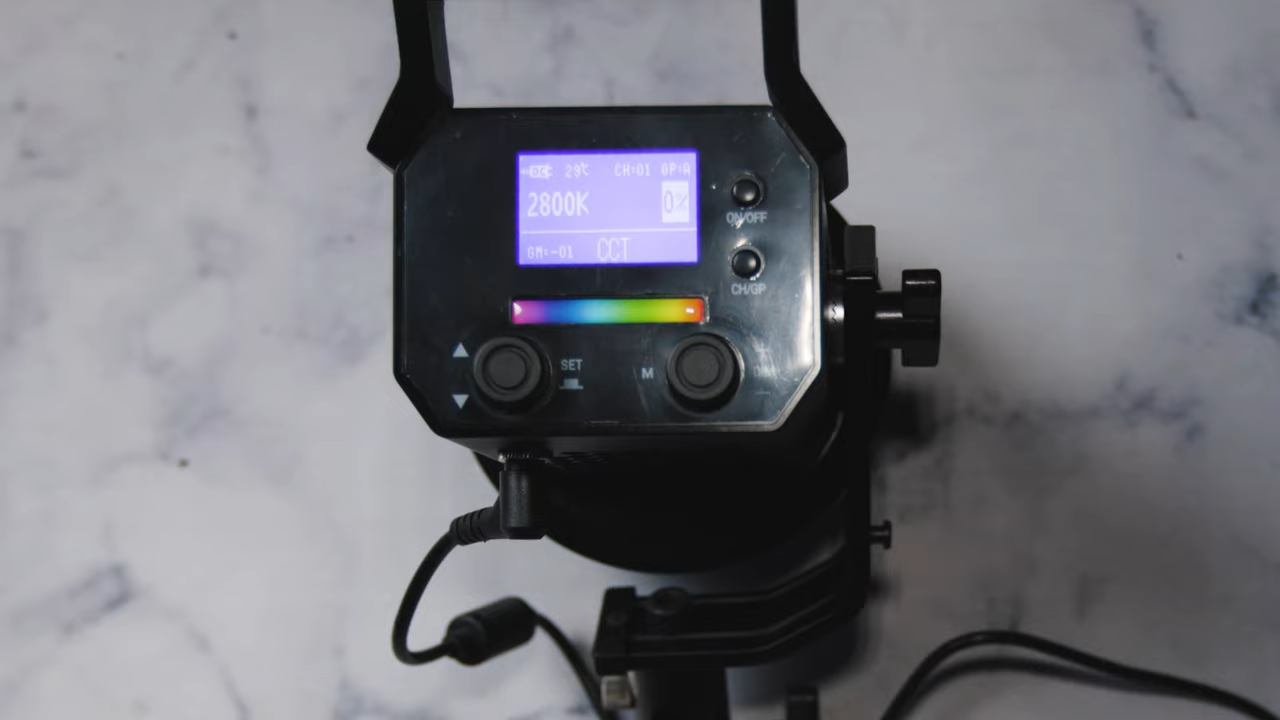 DC 29℃ CH:01 GP:A
2800K 0%
GM:-01 CCT
ON/OFF
CH/GP
SET
M